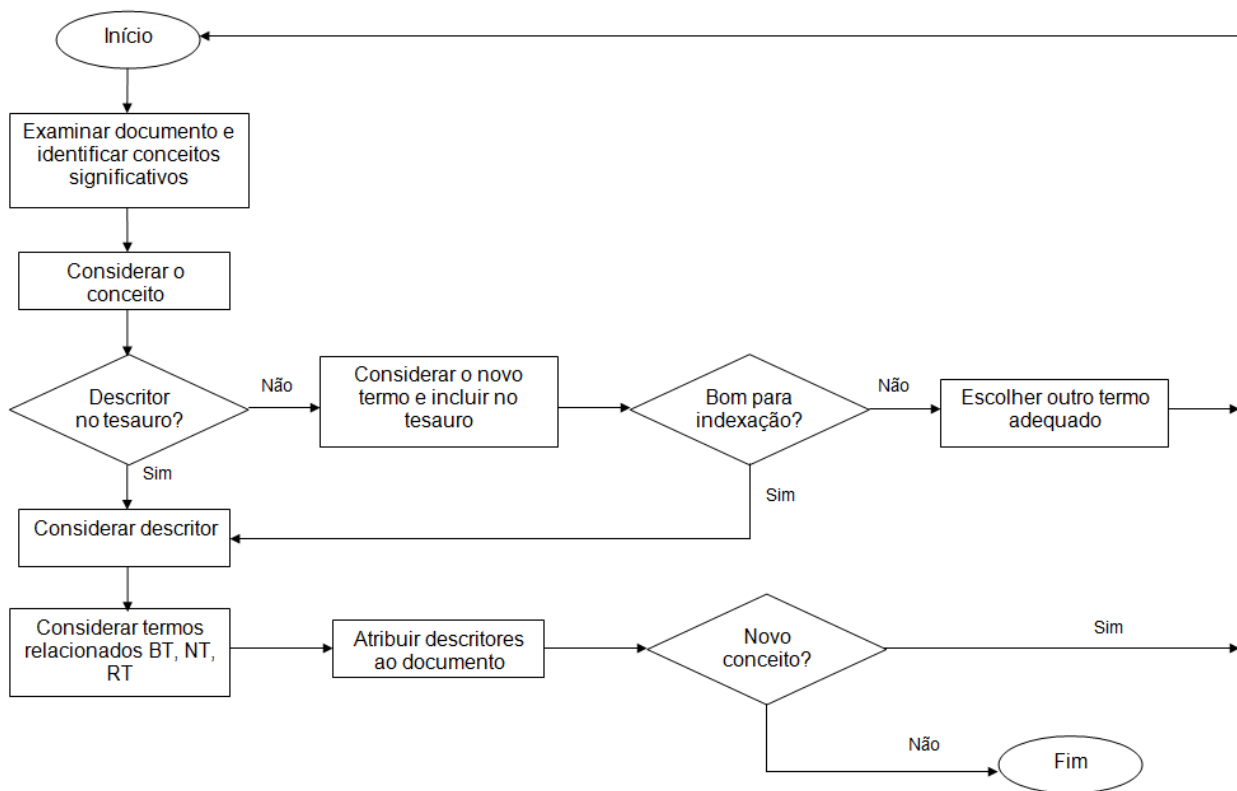 Início
Examinar documento e
identificar conceitos
significativos
Considerar o
conceito
Descritor
no tesauro?
Não
Considerar o novo
termo e incluir no
tesauro
Bom para
indexação?
Não
Escolher outro termo
adequado
Sim
Sim
Considerar descritor
Considerar termos
relacionados BT, NT,
RT
Atribuir descritores
ao documento
Novo
conceito?
Sim
Não
Fim